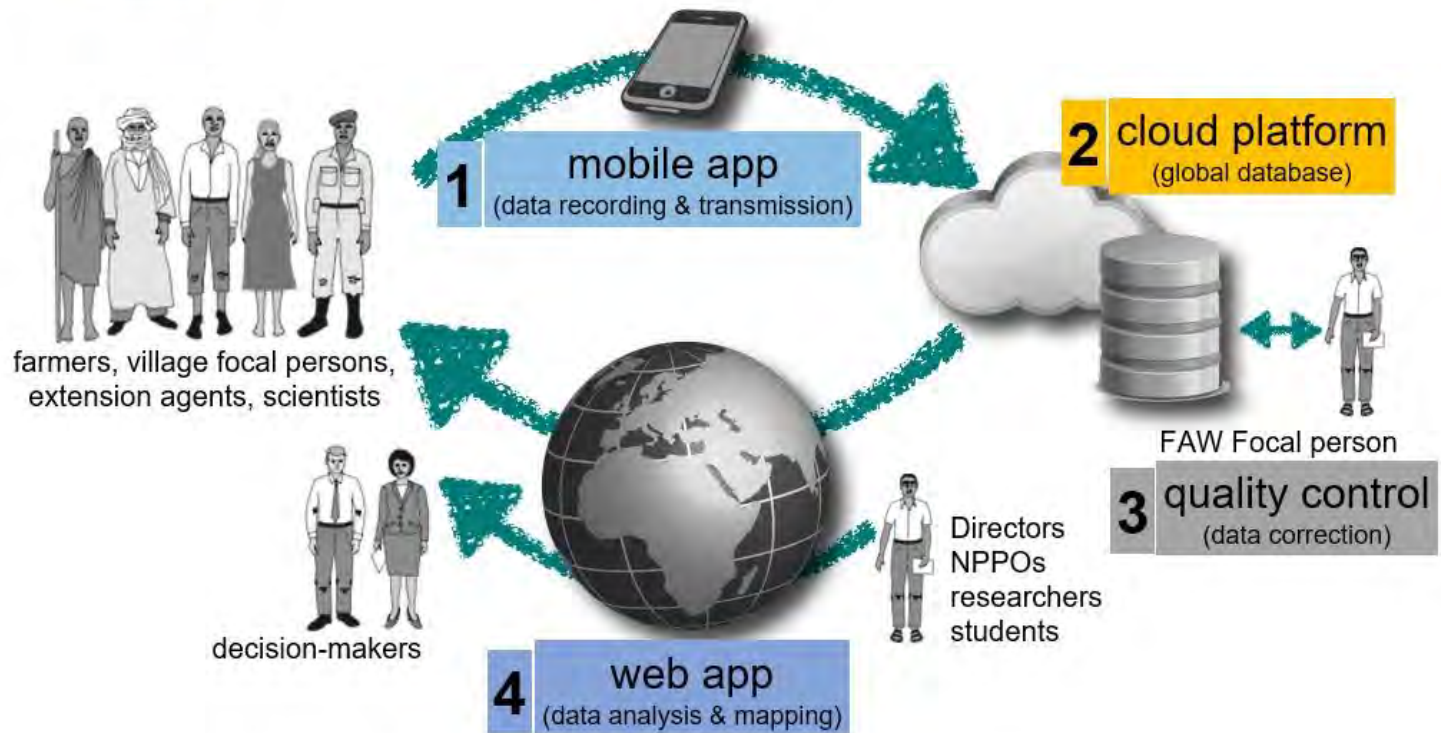 1
mobile app
(data recording & transmission)
2
cloud platform
(global database)
farmers, village focal persons,
extension agents, scientists
FAW Focal person
3
quality control
(data correction)
Directors
NPPOs
researchers
students
decision-makers
4
web app
(data analysis & mapping)